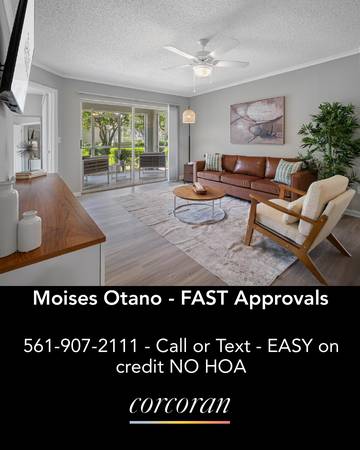 Moises Otano - FAST Approvals
561-907-2111 - Call or Text - EASY on
credit NO HOA
corcoran